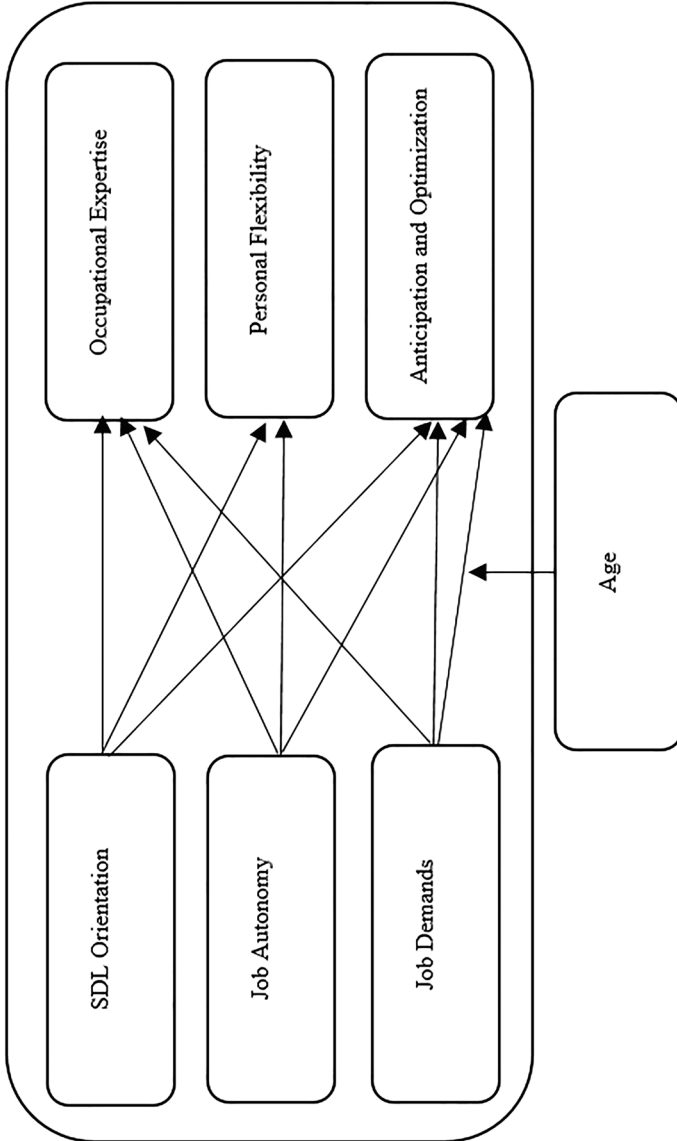 SDL Orientation
Job Autonomy
Job Demands
Occupational Expertise
Personal Flexibility
Anticipation and Optimization
Age